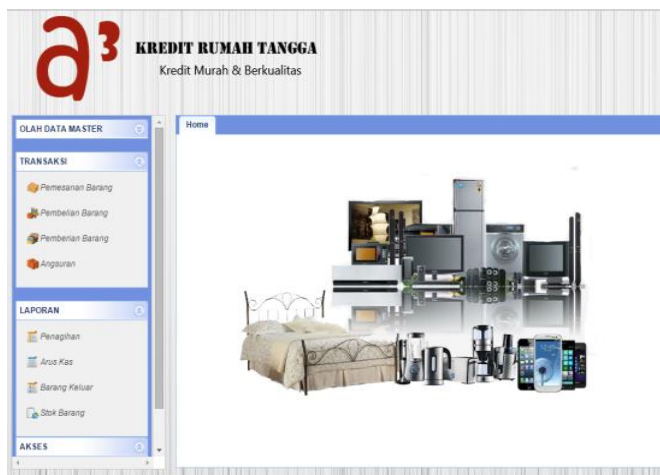 a³
KREDIT RUMAH TANGGA
Kredit Murah & Berkualitas
OLAH DATA MASTER
TRANSAKSI
Pemesanan Barang
Pembelian Barang
Pemberian Barang
Angsuran
LAPORAN
Penagihan
Arus Kas
Barang Keluar
Stok Barang
AKSES
Home